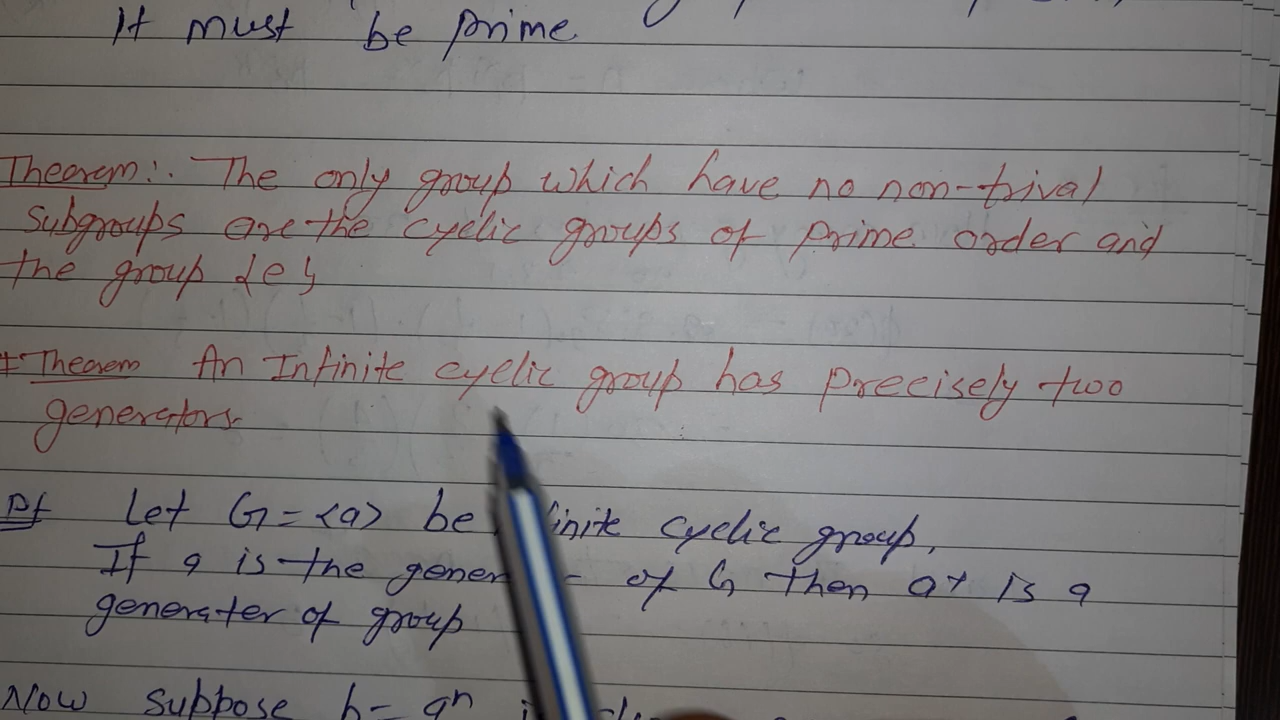 It must be prime
Theorem:. The only group which have no non-trival
Subgroups are the cyclic groups of prime order and
the group {e}
Theorem An Infinite cyclic group has precisely two
generators
Pf Let G = <a> be finite cyclic group,
If a is the gener of G then a⁻¹ is a
generater of group
Now suppose b = aⁿ